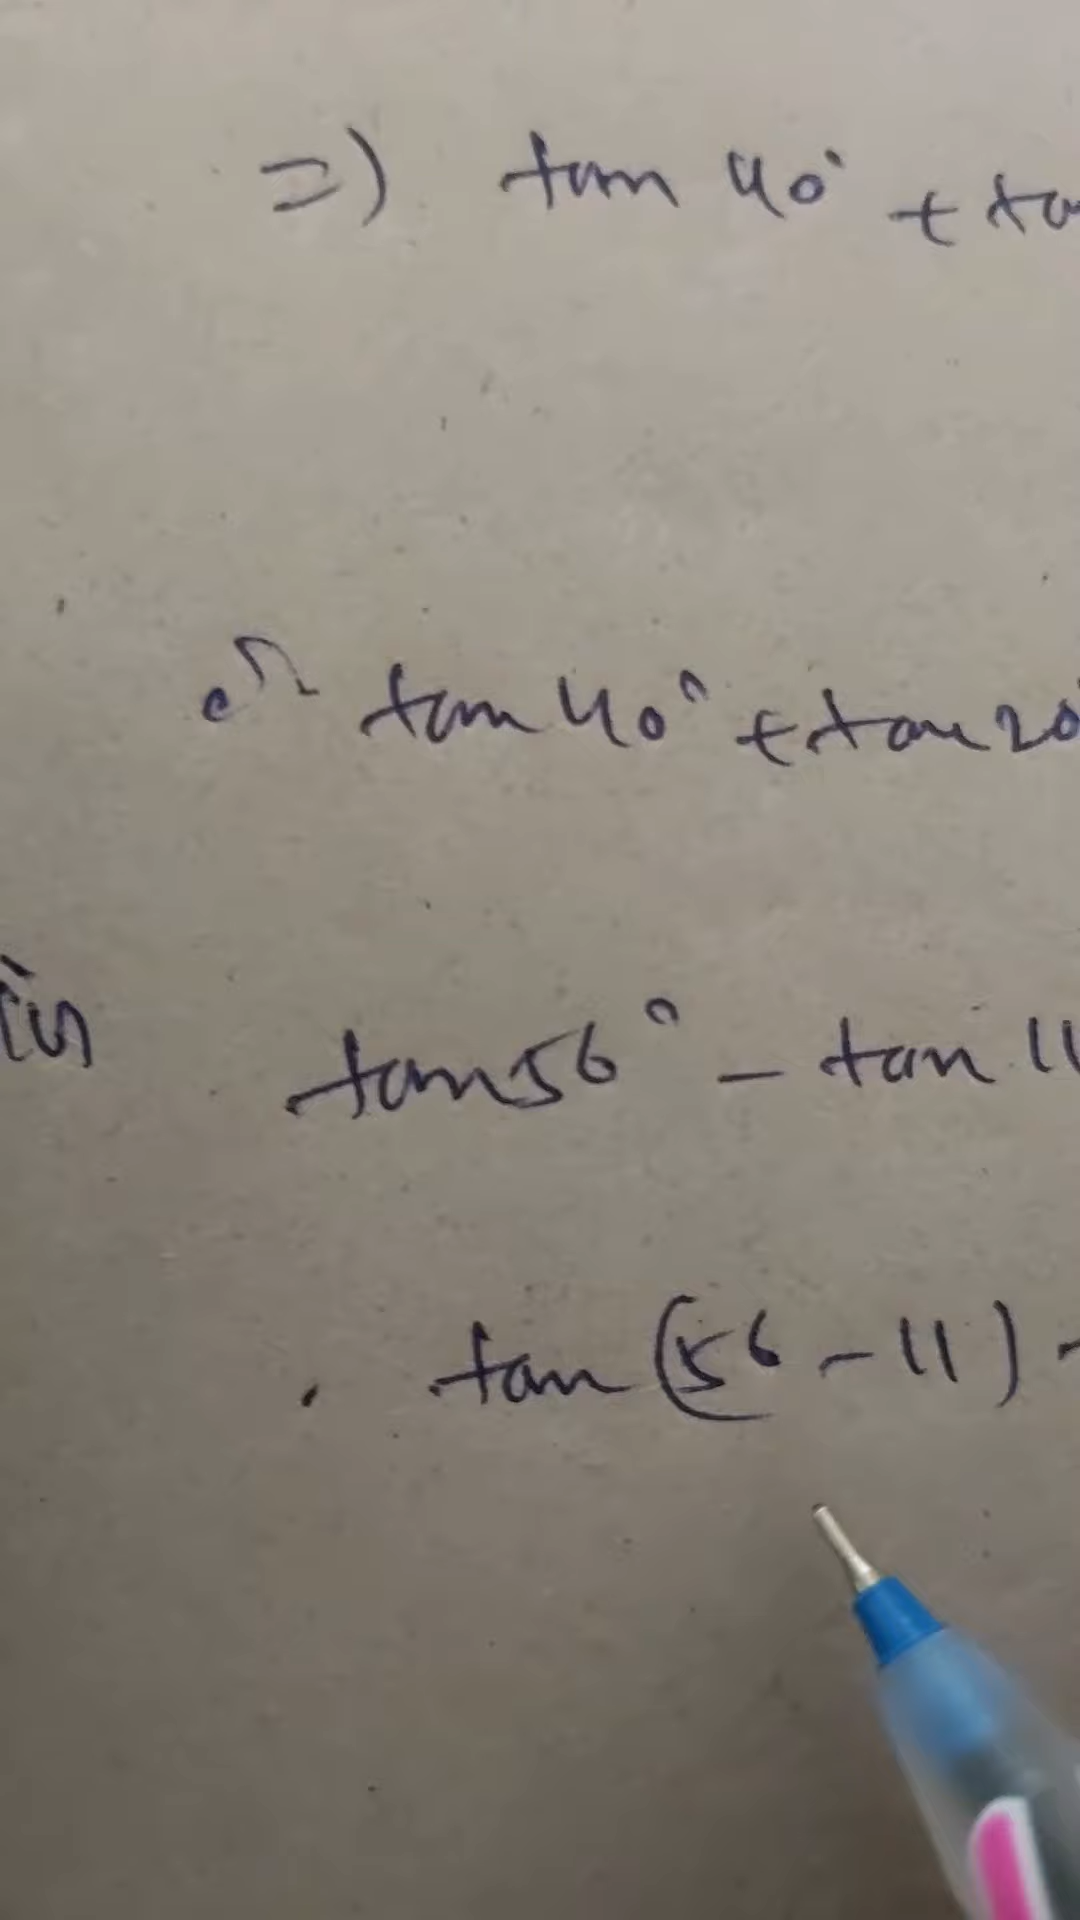 =) tan 40° + ta
tan 40° + tan 20°
tan 56° - tan 11
tan (56 - 11)